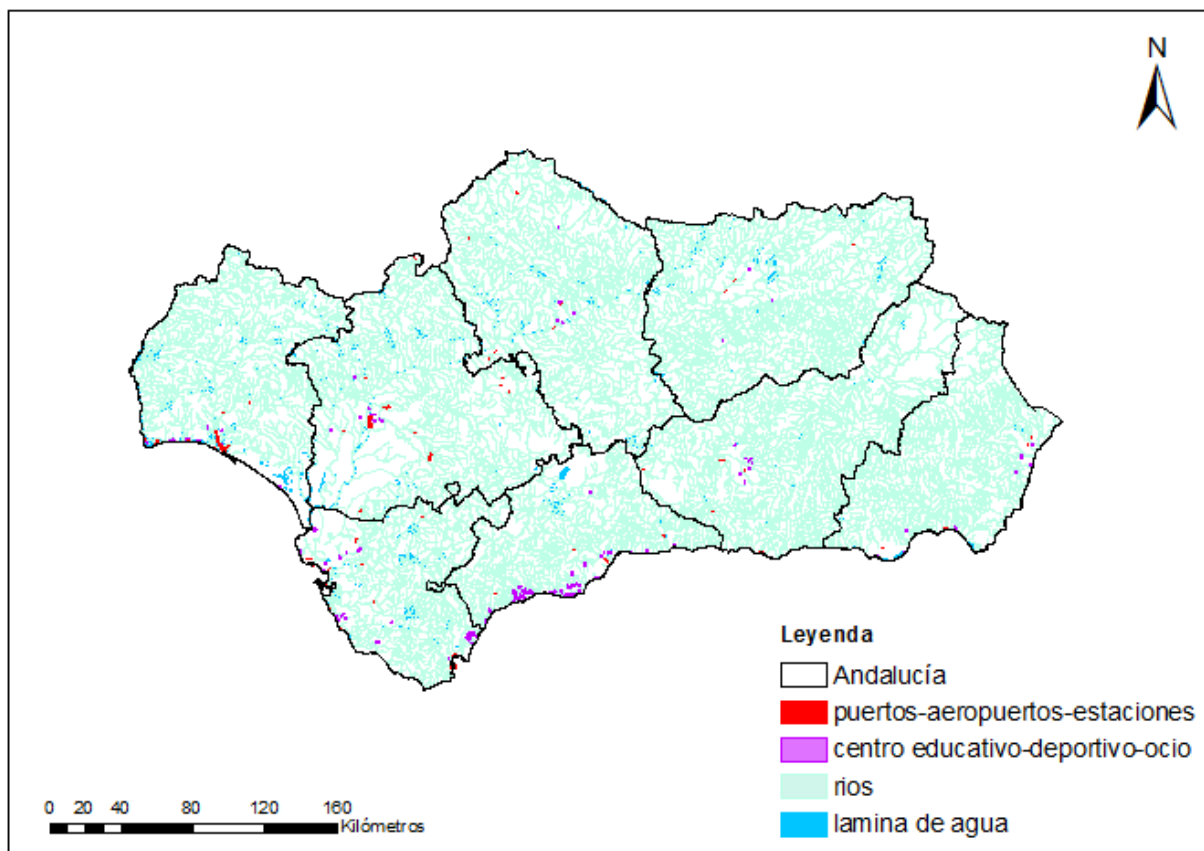 N
Leyenda
Andalucía
puertos-aeropuertos-estaciones
centro educativo-deportivo-ocio
rios
lamina de agua
0 20 40 80 120 160
Kilómetros